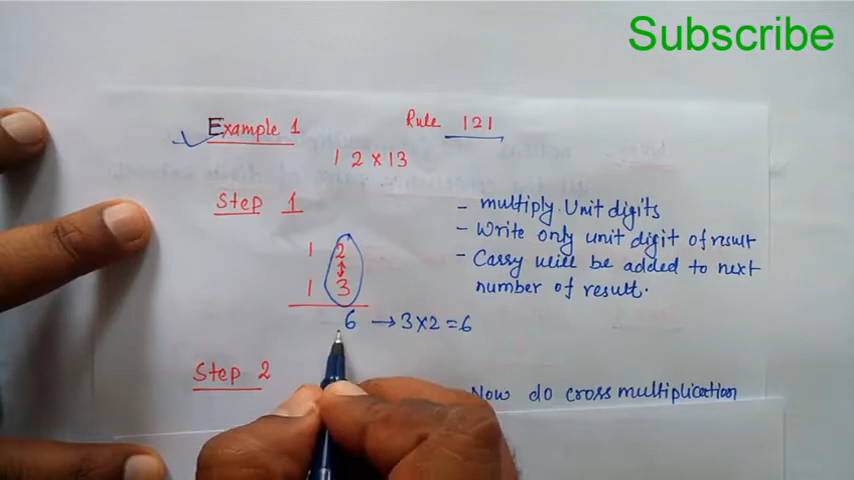 Subscribe
Example 1 Rule 121
12 x 13
Step 1
- multiply Unit digits
- Write only unit digit of result
- Carry will be added to next
number of result.
1 2
1 3
6 → 3x2 = 6
Step 2
Now do cross multiplication